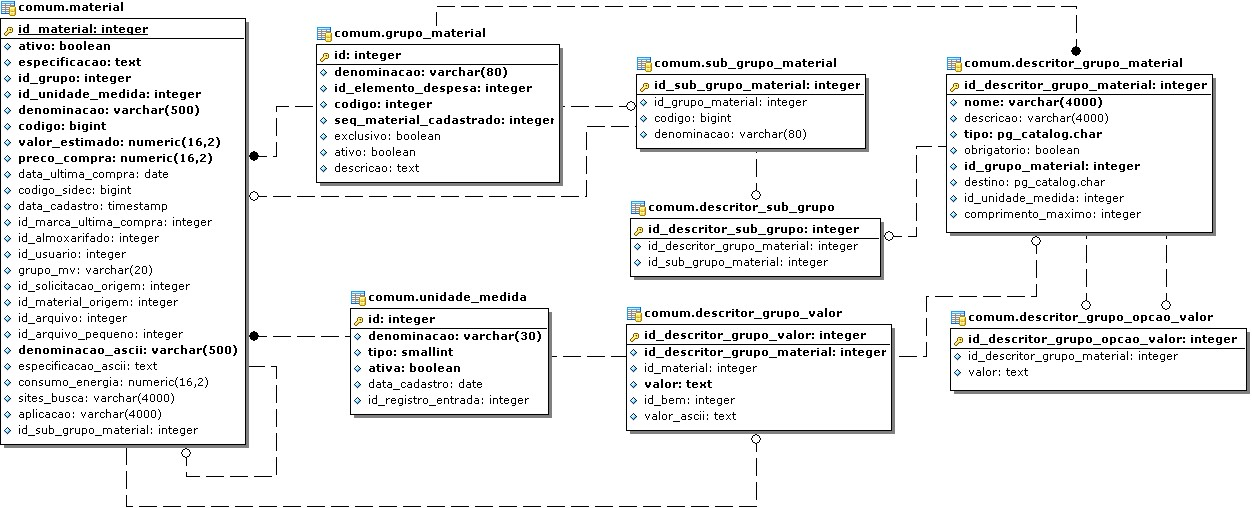 comum.material
id_material: integer
ativo: boolean
especificacao: text
id_grupo: integer
id_unidade_medida: integer
denominacao: varchar(500)
codigo: bigint
valor_estimado: numeric(16,2)
preco_compra: numeric(16,2)
data_ultima_compra: date
codigo_sidec: bigint
data_cadastro: timestamp
id_marca_ultima_compra: integer
id_almoxarifado: integer
id_usuario: integer
grupo_mv: varchar(20)
id_solicitacao_origem: integer
id_material_origem: integer
id_arquivo: integer
id_arquivo_pequeno: integer
denominacao_ascii: varchar(500)
especificacao_ascii: text
consumo_energia: numeric(16,2)
sites_busca: varchar(4000)
aplicacao: varchar(4000)
id_sub_grupo_material: integer
comum.grupo_material
id: integer
denominacao: varchar(80)
id_elemento_despesa: integer
codigo: integer
seq_material_cadastrado: integer
exclusivo: boolean
ativo: boolean
descricao: text
comum.sub_grupo_material
id_sub_grupo_material: integer
id_grupo_material: integer
codigo: bigint
denominacao: varchar(80)
comum.descritor_grupo_material
id_descritor_grupo_material: integer
nome: varchar(4000)
descricao: varchar(4000)
tipo: pg_catalog.char
obrigatorio: boolean
id_grupo_material: integer
destino: pg_catalog.char
id_unidade_medida: integer
comprimento_maximo: integer
comum.descritor_sub_grupo
id_descritor_sub_grupo: integer
id_descritor_grupo_material: integer
id_sub_grupo_material: integer
comum.unidade_medida
id: integer
denominacao: varchar(30)
tipo: smallint
ativa: boolean
data_cadastro: date
id_registro_entrada: integer
comum.descritor_grupo_valor
id_descritor_grupo_valor: integer
id_descritor_grupo_material: integer
id_material: integer
valor: text
id_bem: integer
valor_ascii: text
comum.descritor_grupo_opcao_valor
id_descritor_grupo_opcao_valor: integer
id_descritor_grupo_material: integer
valor: text